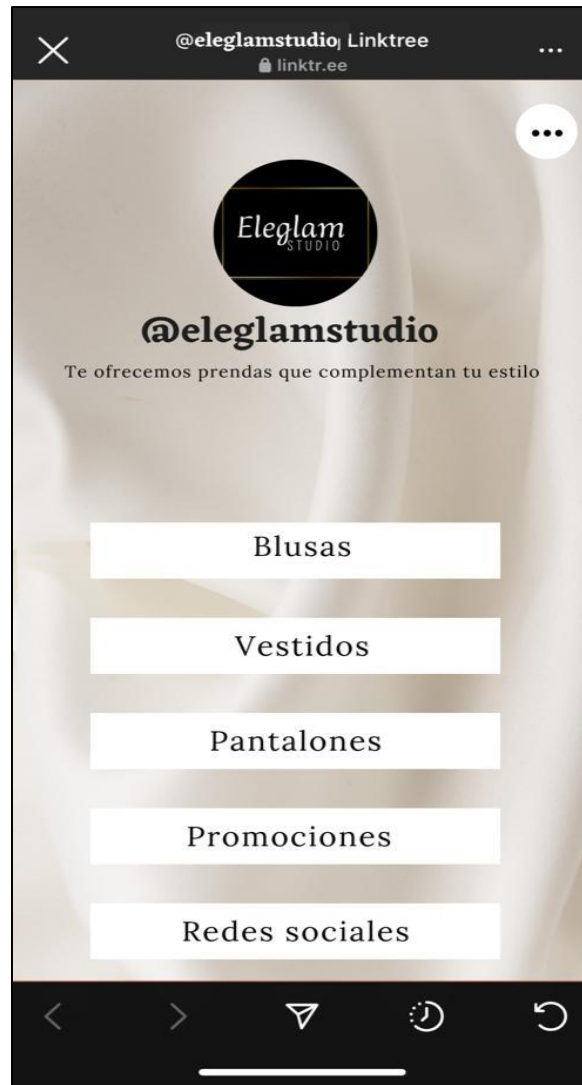 @eleglamstudio| Linktree
linktr.ee
Eleglam
STUDIO
@eleglamstudio
Te ofrecemos prendas que complementan tu estilo
Blusas
Vestidos
Pantalones
Promociones
Redes sociales